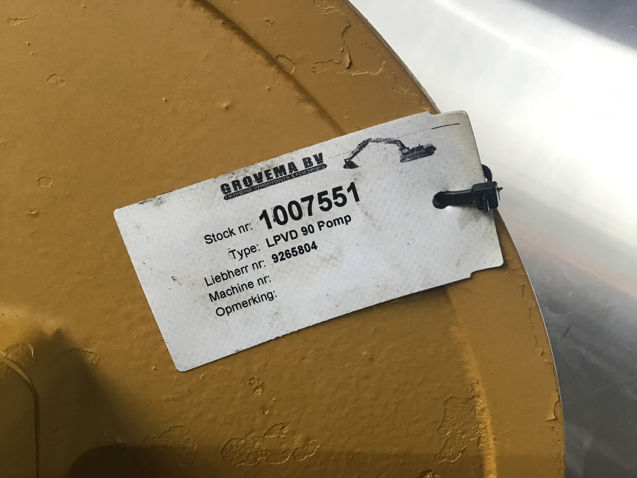 GROVEMA BV
Stock nr: 1007551
Type: LPVD 90 Pomp
Liebherr nr: 9265804
Machine nr:
Opmerking: